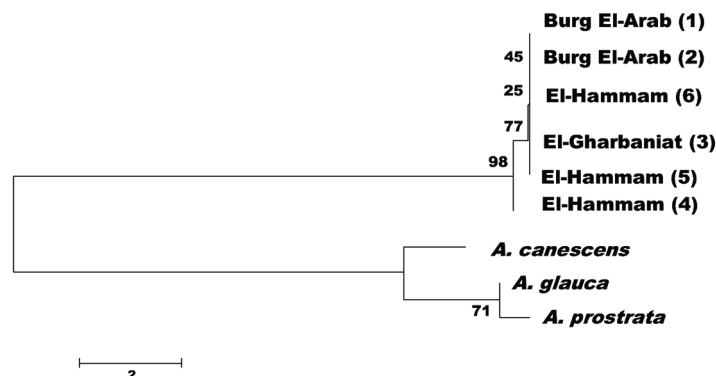 Burg El-Arab (1)
45
Burg El-Arab (2)
25
El-Hammam (6)
77
El-Gharbaniat (3)
98
El-Hammam (5)
El-Hammam (4)
A. canescens
A. glauca
71
A. prostrata
2